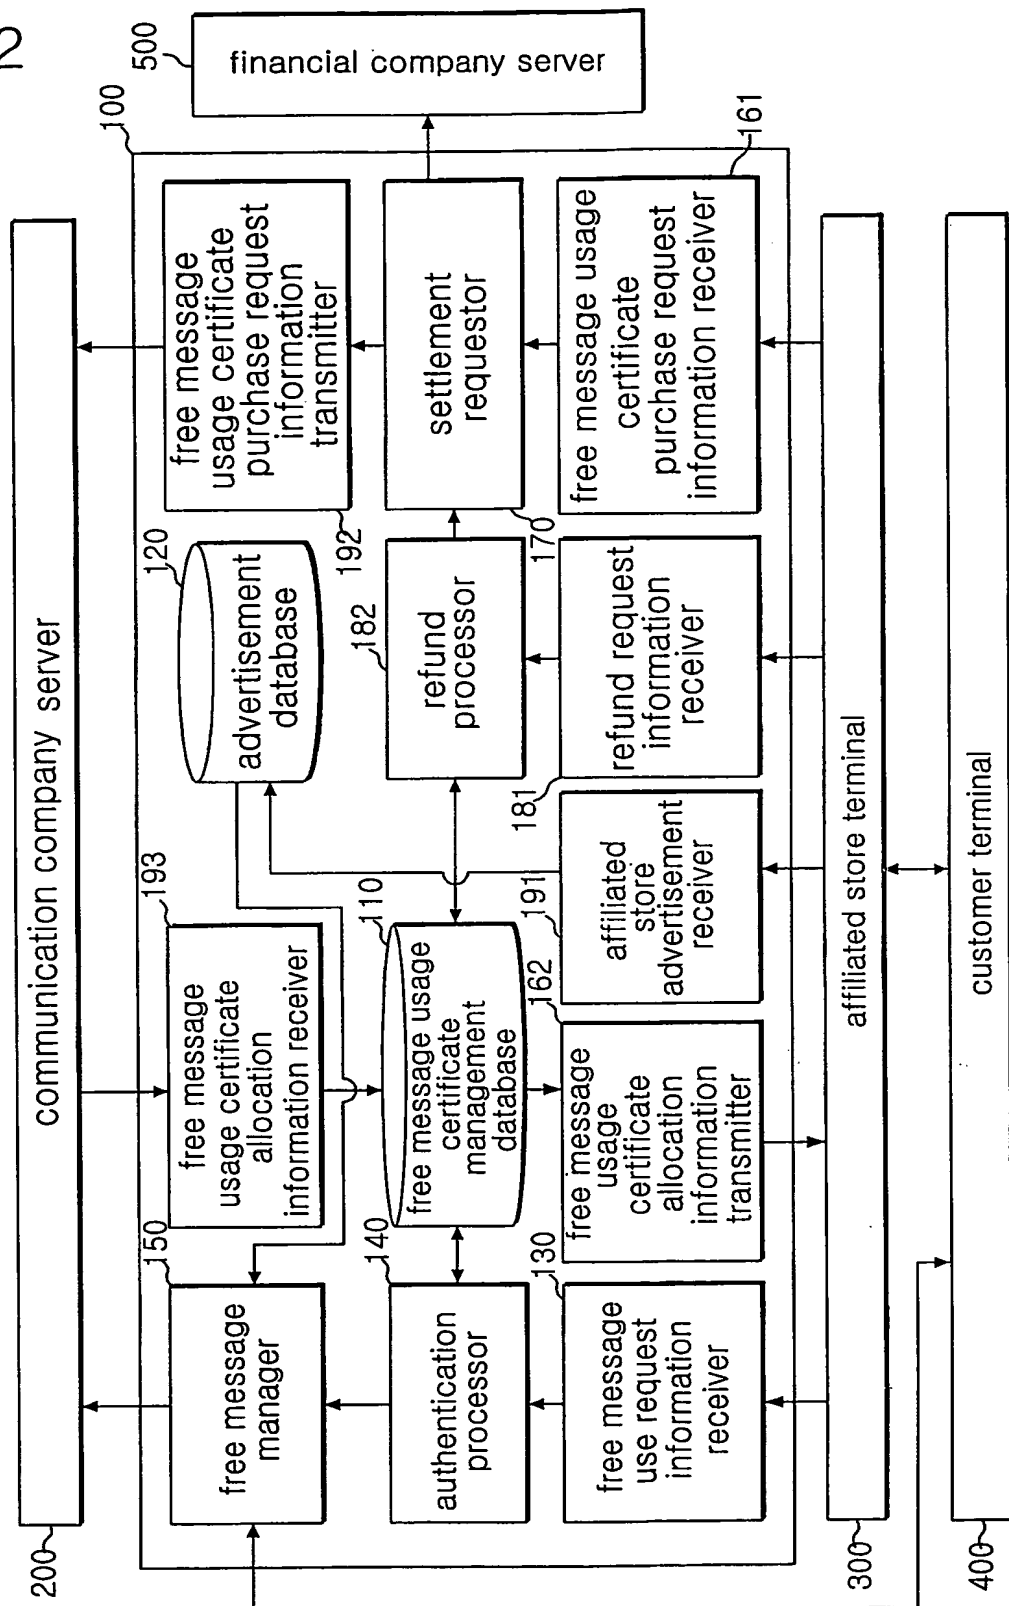 2
200
communication company server
100
500
financial company server
150
free message
manager
193
free message
usage certificate
allocation
information receiver
120
advertisement
database
192
free message
usage certificate
purchase request
information
transmitter
140
authentication
processor
110
free message usage
certificate
management
database
182
refund
processor
170
settlement
requestor
130
free message
use request
information
receiver
162
free message
usage
certificate
allocation
information
transmitter
191
affiliated
store
advertisement
receiver
181
refund request
information
receiver
161
free message usage
certificate
purchase request
information receiver
300
affiliated store terminal
400
customer terminal